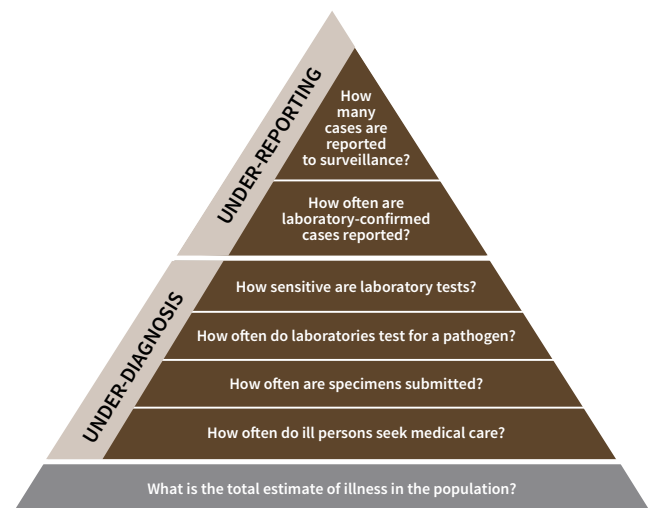 UNDER-REPORTING
How
many
cases are
reported
to surveillance?
How often are
laboratory-confirmed
cases reported?
UNDER-DIAGNOSIS
How sensitive are laboratory tests?
How often do laboratories test for a pathogen?
How often are specimens submitted?
How often do ill persons seek medical care?
What is the total estimate of illness in the population?